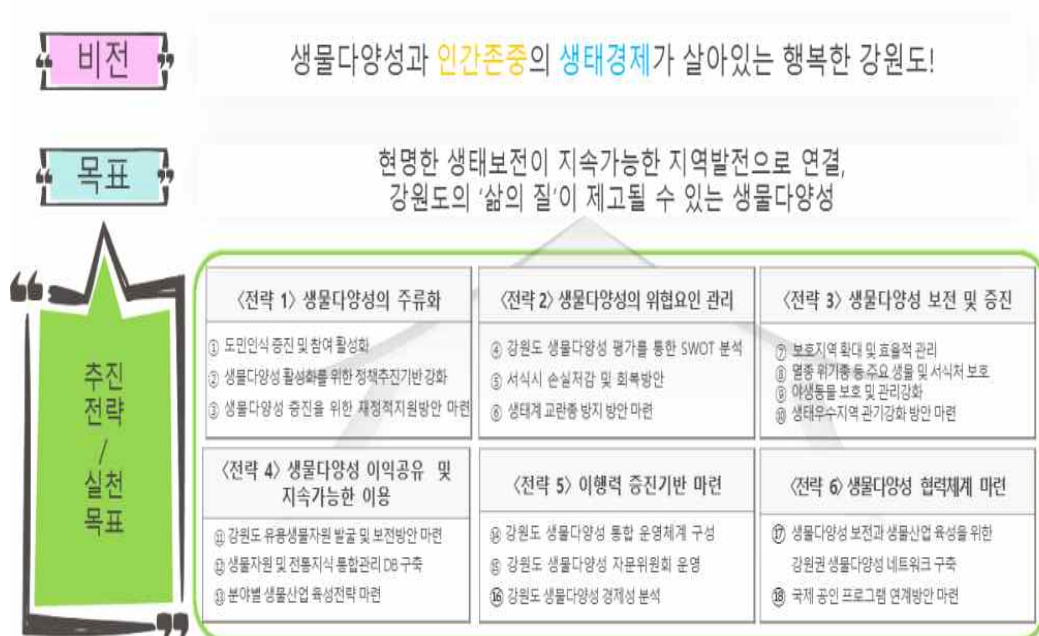 비전
생물다양성과 인간존중의 생태경제가 살아있는 행복한 강원도!
목표
현명한 생태보전이 지속가능한 지역발전으로 연결,
강원도의 '삶의 질'이 제고될 수 있는 생물다양성
추진
전략
/
실천
목표
〈전략 1〉 생물다양성의 주류화
① 도민인식 증진 및 참여 활성화
② 생물다양성 활성화를 위한 정책추진기반 강화
③ 생물다양성 증진을 위한 재정적지원방안 마련
〈전략 2〉 생물다양성의 위협요인 관리
④ 강원도 생물다양성 평가를 통한 SWOT 분석
⑤ 서식시 손실저감 및 회복방안
⑥ 생태계 교란종 방지 방안 마련
〈전략 3〉 생물다양성 보전 및 증진
⑦ 보호지역 확대 및 효율적 관리
⑧ 멸종 위기종 등 주요 생물 및 서식처 보호
⑨ 야생동물 보호 및 관리강화
⑩ 생태우수지역 관기강화 방안 마련
〈전략 4〉 생물다양성 이익공유 및
지속가능한 이용
⑪ 강원도 유용생물자원 발굴 및 보전방안 마련
⑫ 생물자원 및 전통지식 통합관리 DB 구축
⑬ 분야별 생물산업 육성전략 마련
〈전략 5〉 이행력 증진기반 마련
⑭ 강원도 생물다양성 통합 운영체계 구성
⑮ 강원도 생물다양성 자문위원회 운영
⑯ 강원도 생물다양성 경제성 분석
〈전략 6〉 생물다양성 협력체계 마련
⑰ 생물다양성 보전과 생물산업 육성을 위한
강원권 생물다양성 네트워크 구축
⑱ 국제 공인 프로그램 연계방안 마련